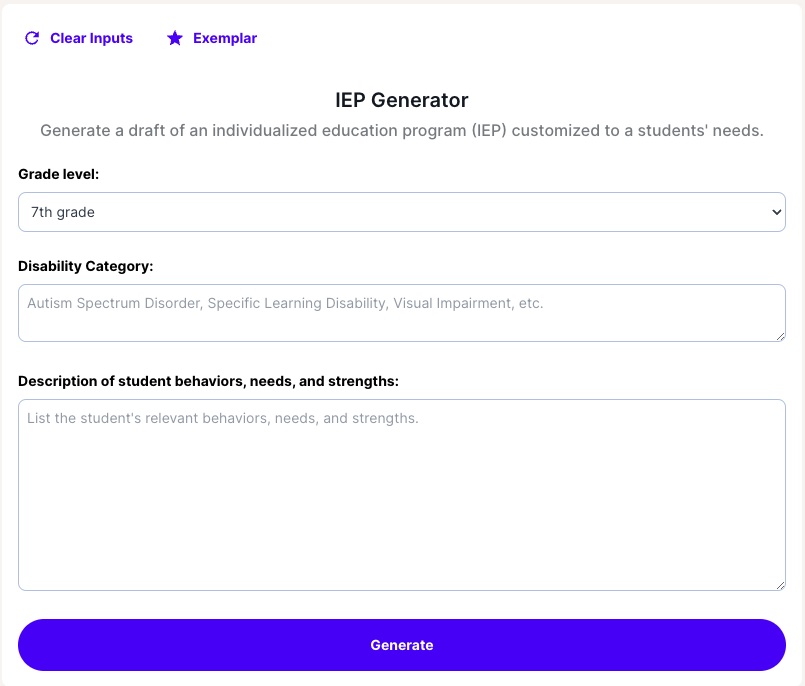 Clear Inputs Exemplar
IEP Generator
Generate a draft of an individualized education program (IEP) customized to a students' needs.
Grade level:
7th grade
Disability Category:
Autism Spectrum Disorder, Specific Learning Disability, Visual Impairment, etc.
Description of student behaviors, needs, and strengths:
List the student's relevant behaviors, needs, and strengths.
Generate